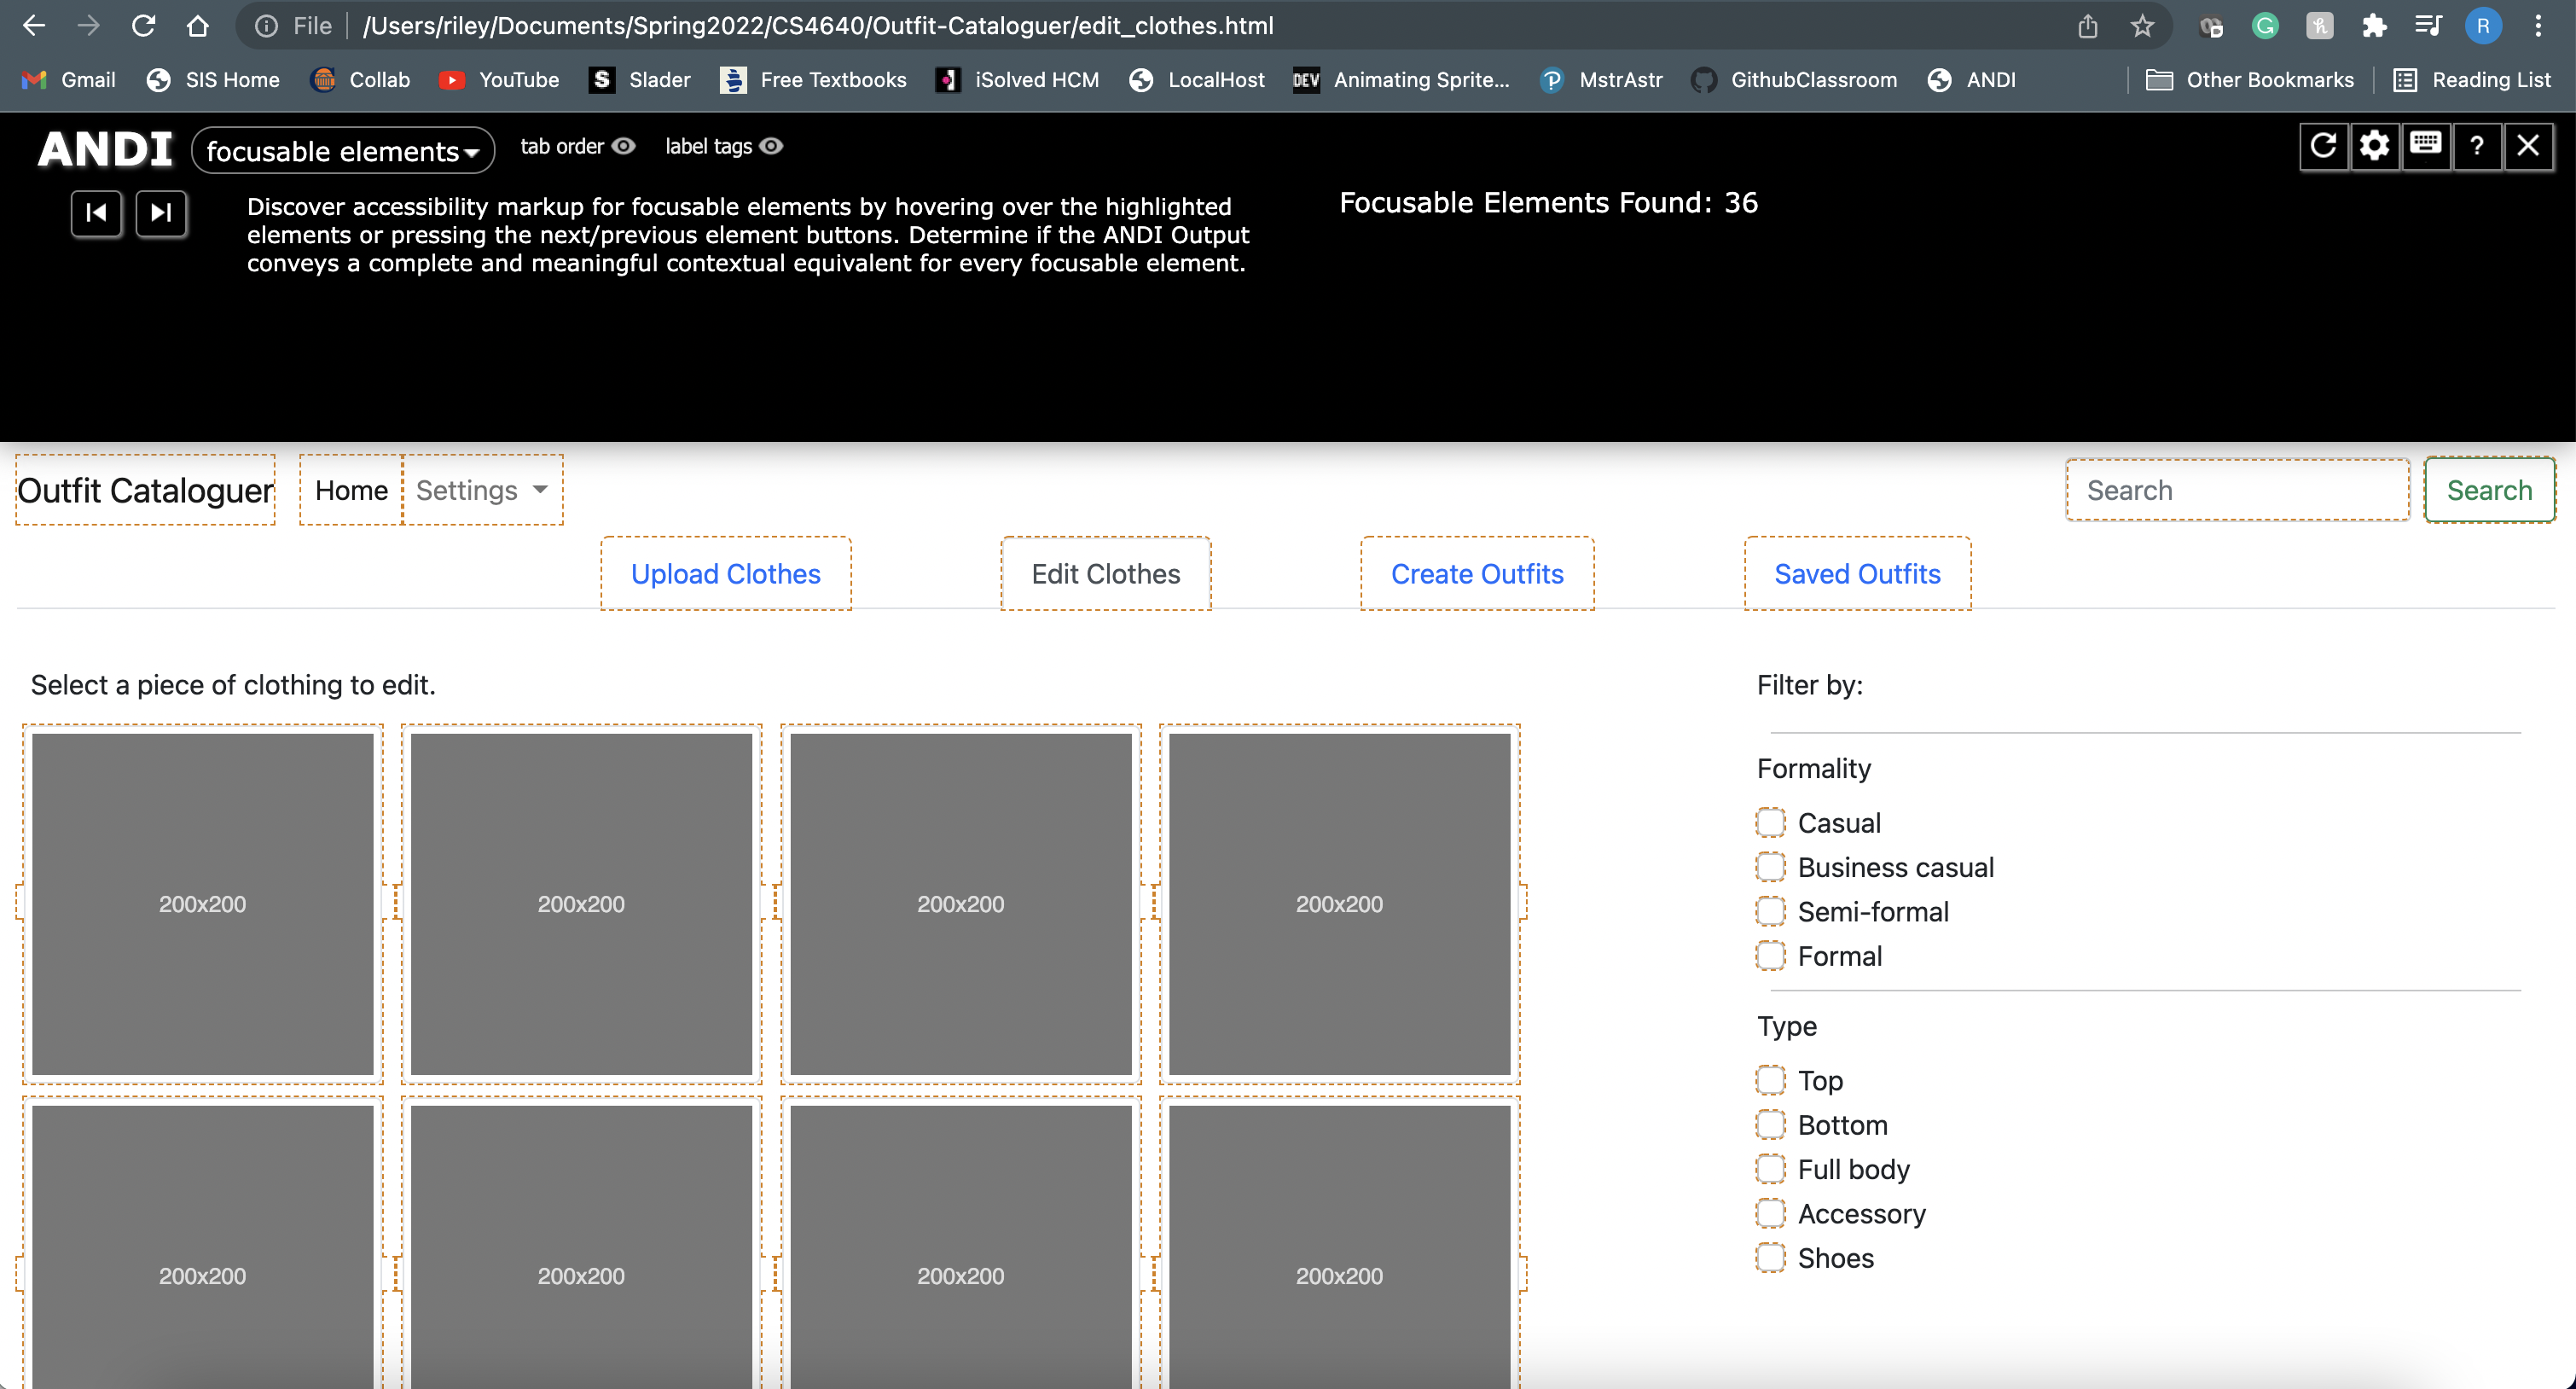 File /Users/riley/Documents/Spring2022/CS4640/Outfit-Cataloguer/edit_clothes.html
R
Gmail SIS Home Collab YouTube S Slader Free Textbooks iSolved HCM LocalHost DEV Animating Sprite... MstrAstr GithubClassroom ANDI Other Bookmarks Reading List
ANDI focusable elements tab order label tags ?
Discover accessibility markup for focusable elements by hovering over the highlighted
elements or pressing the next/previous element buttons. Determine if the ANDI Output
conveys a complete and meaningful contextual equivalent for every focusable element.
Focusable Elements Found: 36
Outfit Cataloguer Home Settings Search Search
Upload Clothes Edit Clothes Create Outfits Saved Outfits
Select a piece of clothing to edit.
200x200 200x200 200x200 200x200
200x200 200x200 200x200 200x200
Filter by:
Formality
Casual
Business casual
Semi-formal
Formal
Type
Top
Bottom
Full body
Accessory
Shoes